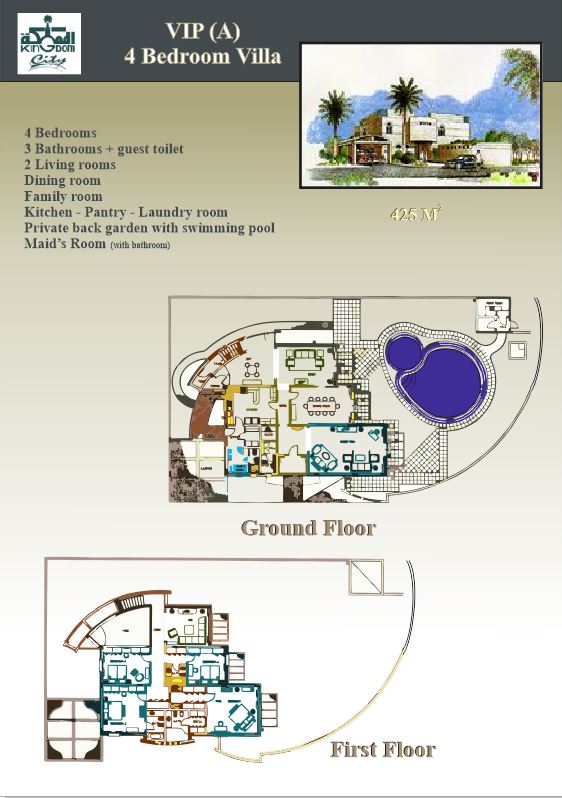 المملكة
KINGDOM
City
VIP (A)
4 Bedroom Villa
4 Bedrooms
3 Bathrooms + guest toilet
2 Living rooms
Dining room
Family room
Kitchen - Pantry - Laundry room
Private back garden with swimming pool
Maid's Room (with bathroom)
425 M²
Ground Floor
First Floor